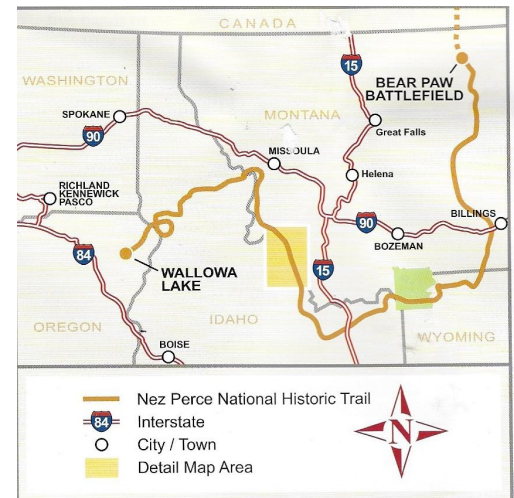 CANADA
WASHINGTON
SPOKANE
90
15
BEAR PAW
BATTLEFIELD
MONTANA
Great Falls
MISSOULA
RICHLAND
KENNEWICK
PASCO
Helena
90
BILLINGS
BOZEMAN
84
WALLOWA
LAKE
15
OREGON
IDAHO
WYOMING
BOISE
Nez Perce National Historic Trail
84
Interstate
City / Town
Detail Map Area
N